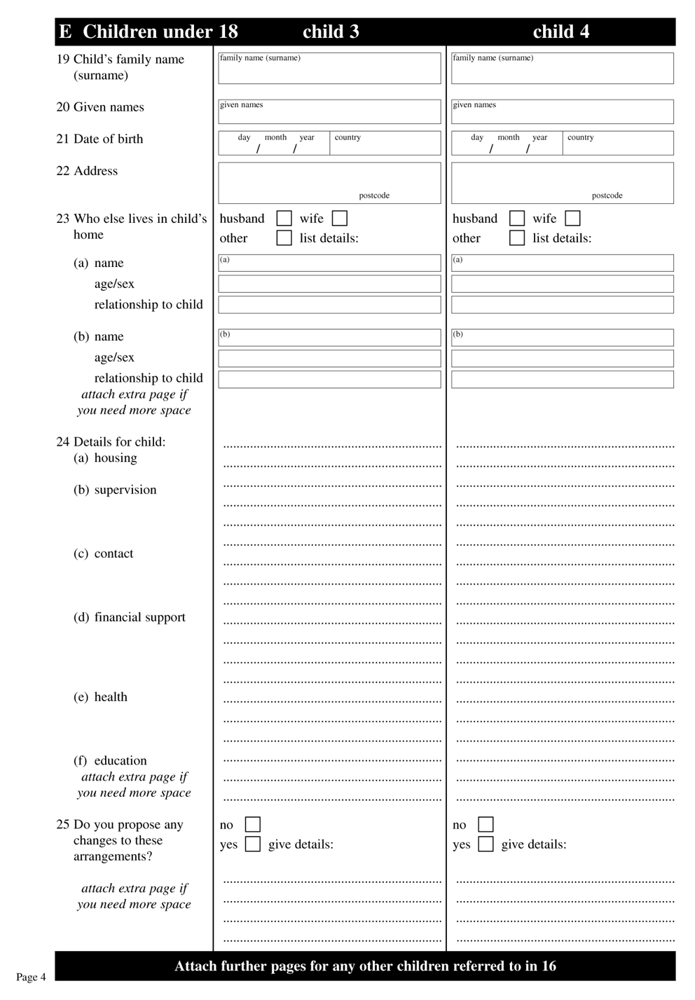 E Children under 18 child 3 child 4
19 Child's family name family name (surname) family name (surname)
(surname)
20 Given names given names given names
21 Date of birth day / month / year country day / month / year country
22 Address
postcode postcode
23 Who else lives in child's husband wife husband wife
home other list details: other list details:
(a) name (a) (a)
age/sex
relationship to child
(b) name (b) (b)
age/sex
relationship to child
attach extra page if
you need more space
24 Details for child:
(a) housing
(b) supervision
(c) contact
(d) financial support
(e) health
(f) education
attach extra page if
you need more space
25 Do you propose any no no
changes to these yes give details: yes give details:
arrangements?
attach extra page if
you need more space
Attach further pages for any other children referred to in 16
Page 4